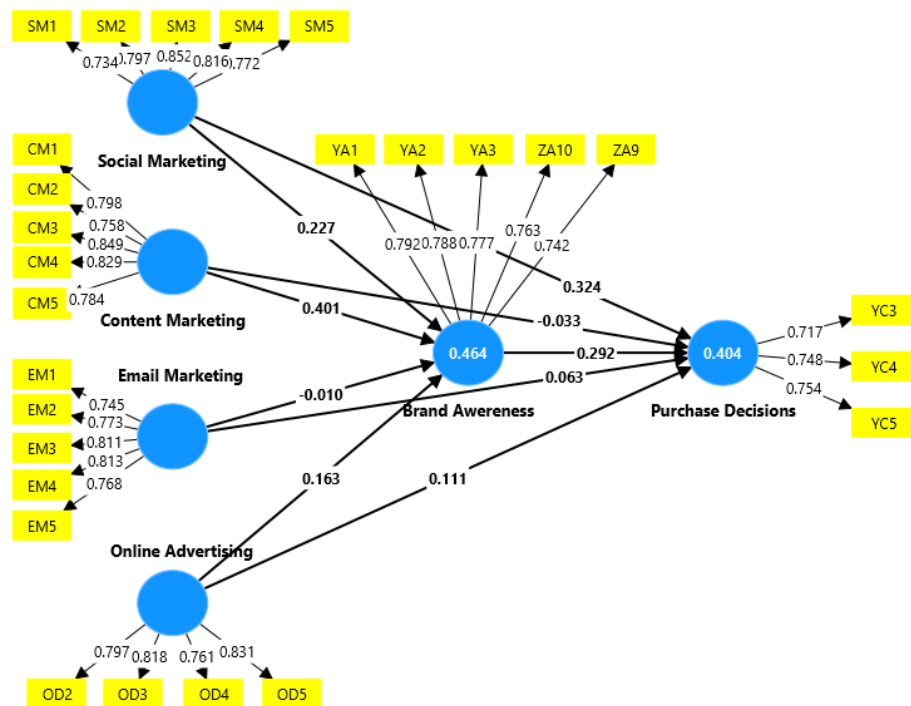 SM1 SM2 SM3 SM4 SM5
0.734 0.797 0.852 0.816 0.772
Social Marketing
CM1
CM2
CM3
CM4
CM5
0.798
0.758
0.849
0.829
0.784
Content Marketing
YA1 YA2 YA3 ZA10 ZA9
0.792 0.788 0.777 0.763 0.742
0.227
0.324
0.401
-0.033
0.464
0.292
0.404
Brand Awereness
Purchase Decisions
YC3
YC4
YC5
0.717
0.748
0.754
Email Marketing
EM1
EM2
EM3
EM4
EM5
0.745
0.773
0.811
0.813
0.768
-0.010
0.063
0.163
0.111
Online Advertising
0.797 0.818 0.761 0.831
OD2 OD3 OD4 OD5